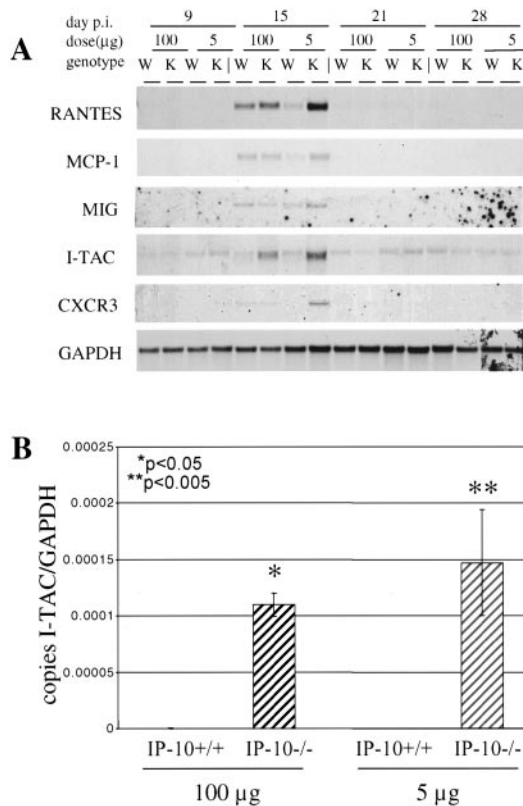 A
day p.i. 9 15 21 28
dose(µg) 100 5 100 5 100 5 100 5
genotype W K W K W K W K W K W K W K W K
RANTES
MCP-1
MIG
I-TAC
CXCR3
GAPDH
B
copies I-TAC/GAPDH
0.00025
0.0002
0.00015
0.0001
0.00005
0
*p<0.05
**p<0.005
*
**
IP-10+/+ IP-10-/- IP-10+/+ IP-10-/-
100 µg 5 µg